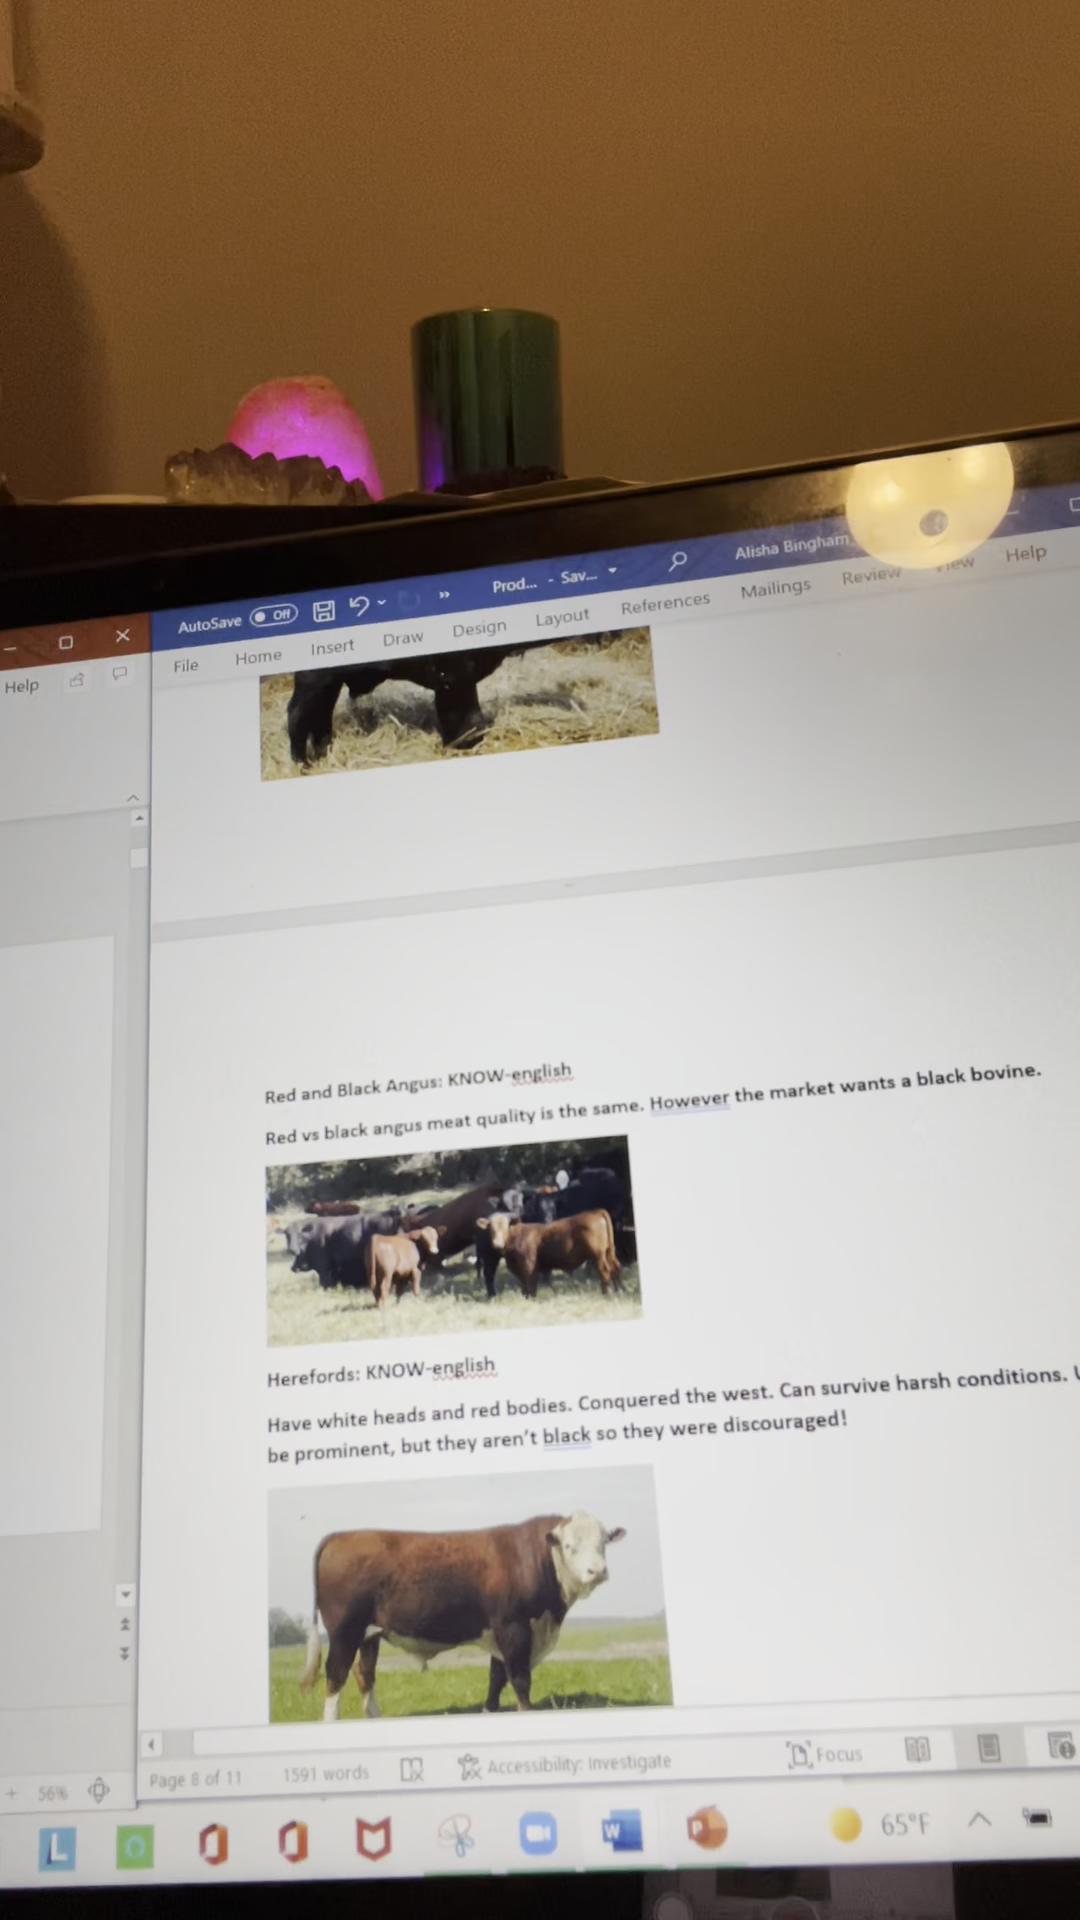 Alisha Bingham
AutoSave Off Prod... - Sav...
File Home Insert Draw Design Layout References Mailings Review View Help
Help
Red and Black Angus: KNOW-english
Red vs black angus meat quality is the same. However the market wants a black bovine.
Herefords: KNOW-english
Have white heads and red bodies. Conquered the west. Can survive harsh conditions.
be prominent, but they aren't black so they were discouraged!
Page 8 of 11 1591 words Accessibility: Investigate Focus
56%
L W P 65°F